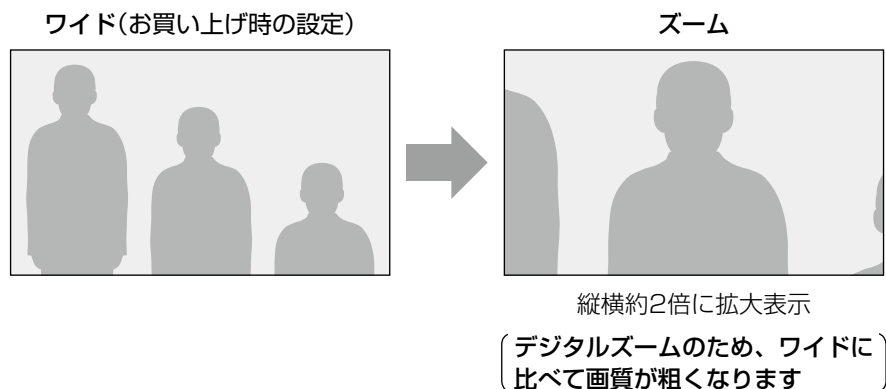 ワイド(お買い上げ時の設定)
ズーム
縦横約2倍に拡大表示
デジタルズームのため、ワイドに
比べて画質が粗くなります